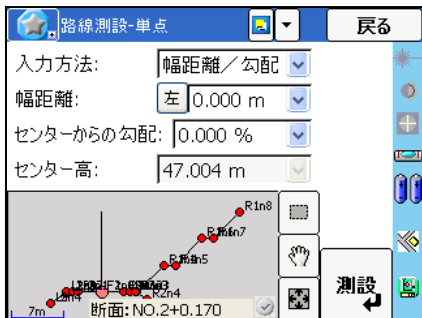 路線測設-単点
戻る
入力方法:
幅距離／勾配
幅距離:
左
0.000 m
センターからの勾配:
0.000 %
センター高:
47.004 m
R1n8
R2n4
7m
断面:NO.2+0.170
測設